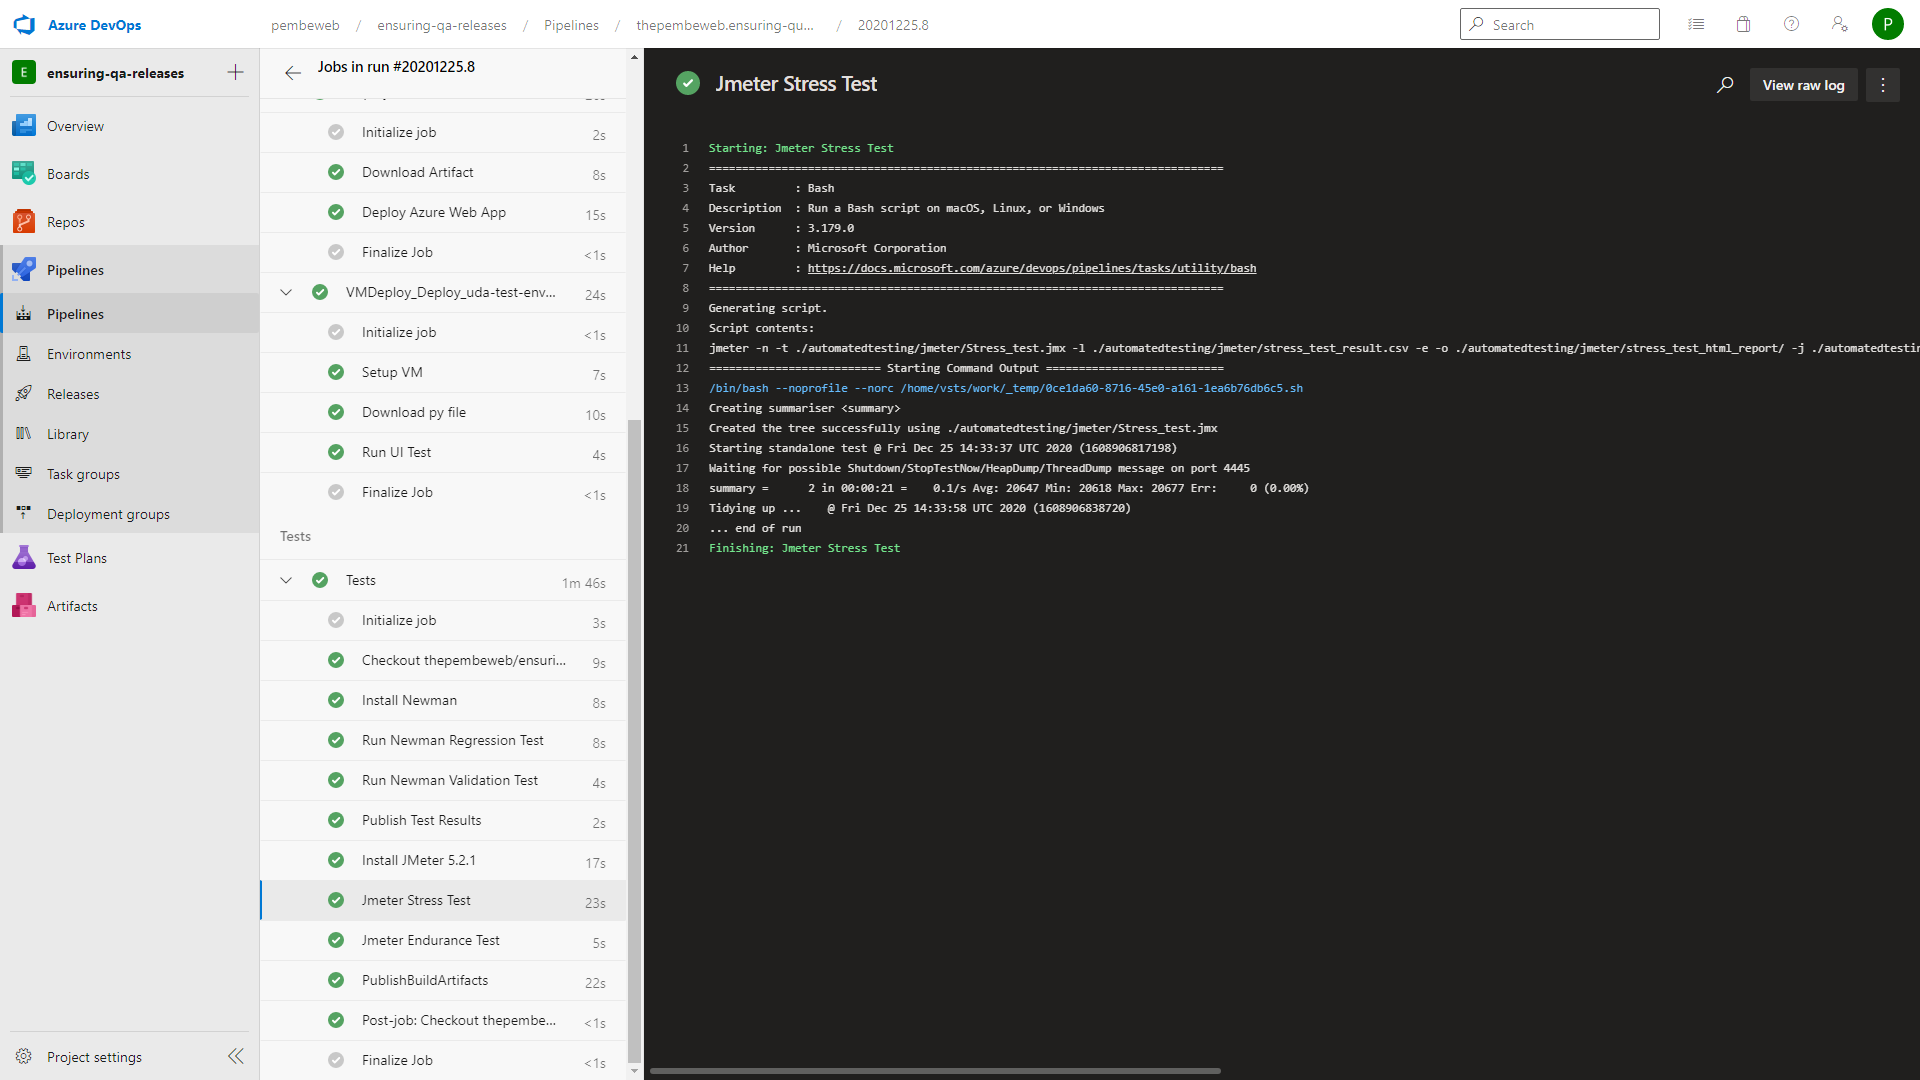 Azure DevOps
pembeweb / ensuring-qa-releases / Pipelines / thepembeweb.ensuring-qu... / 20201225.8
Search
P
E ensuring-qa-releases
Overview
Boards
Repos
Pipelines
Pipelines
Environments
Releases
Library
Task groups
Deployment groups
Test Plans
Artifacts
Project settings
Jobs in run #20201225.8
Initialize job 2s
Download Artifact 8s
Deploy Azure Web App 15s
Finalize Job <1s
VMDeploy_Deploy_uda-test-env... 24s
Initialize job <1s
Setup VM 7s
Download py file 10s
Run UI Test 4s
Finalize Job <1s
Tests
Tests 1m 46s
Initialize job 3s
Checkout thepembeweb/ensuri... 9s
Install Newman 8s
Run Newman Regression Test 8s
Run Newman Validation Test 4s
Publish Test Results 2s
Install JMeter 5.2.1 17s
Jmeter Stress Test 23s
Jmeter Endurance Test 5s
PublishBuildArtifacts 22s
Post-job: Checkout thepembe... <1s
Finalize Job <1s
Jmeter Stress Test
View raw log
1 Starting: Jmeter Stress Test
2 ==============================================================================
3 Task : Bash
4 Description : Run a Bash script on macOS, Linux, or Windows
5 Version : 3.179.0
6 Author : Microsoft Corporation
7 Help : https://docs.microsoft.com/azure/devops/pipelines/tasks/utility/bash
8 ==============================================================================
9 Generating script.
10 Script contents:
11 jmeter -n -t ./automatedtesting/jmeter/Stress_test.jmx -l ./automatedtesting/jmeter/stress_test_result.csv -e -o ./automatedtesting/jmeter/stress_test_html_report/ -j ./automatedtestin
12 ========================== Starting Command Output ===========================
13 /bin/bash --noprofile --norc /home/vsts/work/_temp/0ce1da60-8716-45e0-a161-1ea6b76db6c5.sh
14 Creating summariser <summary>
15 Created the tree successfully using ./automatedtesting/jmeter/Stress_test.jmx
16 Starting standalone test @ Fri Dec 25 14:33:37 UTC 2020 (1608906817198)
17 Waiting for possible Shutdown/StopTestNow/HeapDump/ThreadDump message on port 4445
18 summary = 2 in 00:00:21 = 0.1/s Avg: 20647 Min: 20618 Max: 20677 Err: 0 (0.00%)
19 Tidying up ... @ Fri Dec 25 14:33:58 UTC 2020 (1608906838720)
20 ... end of run
21 Finishing: Jmeter Stress Test